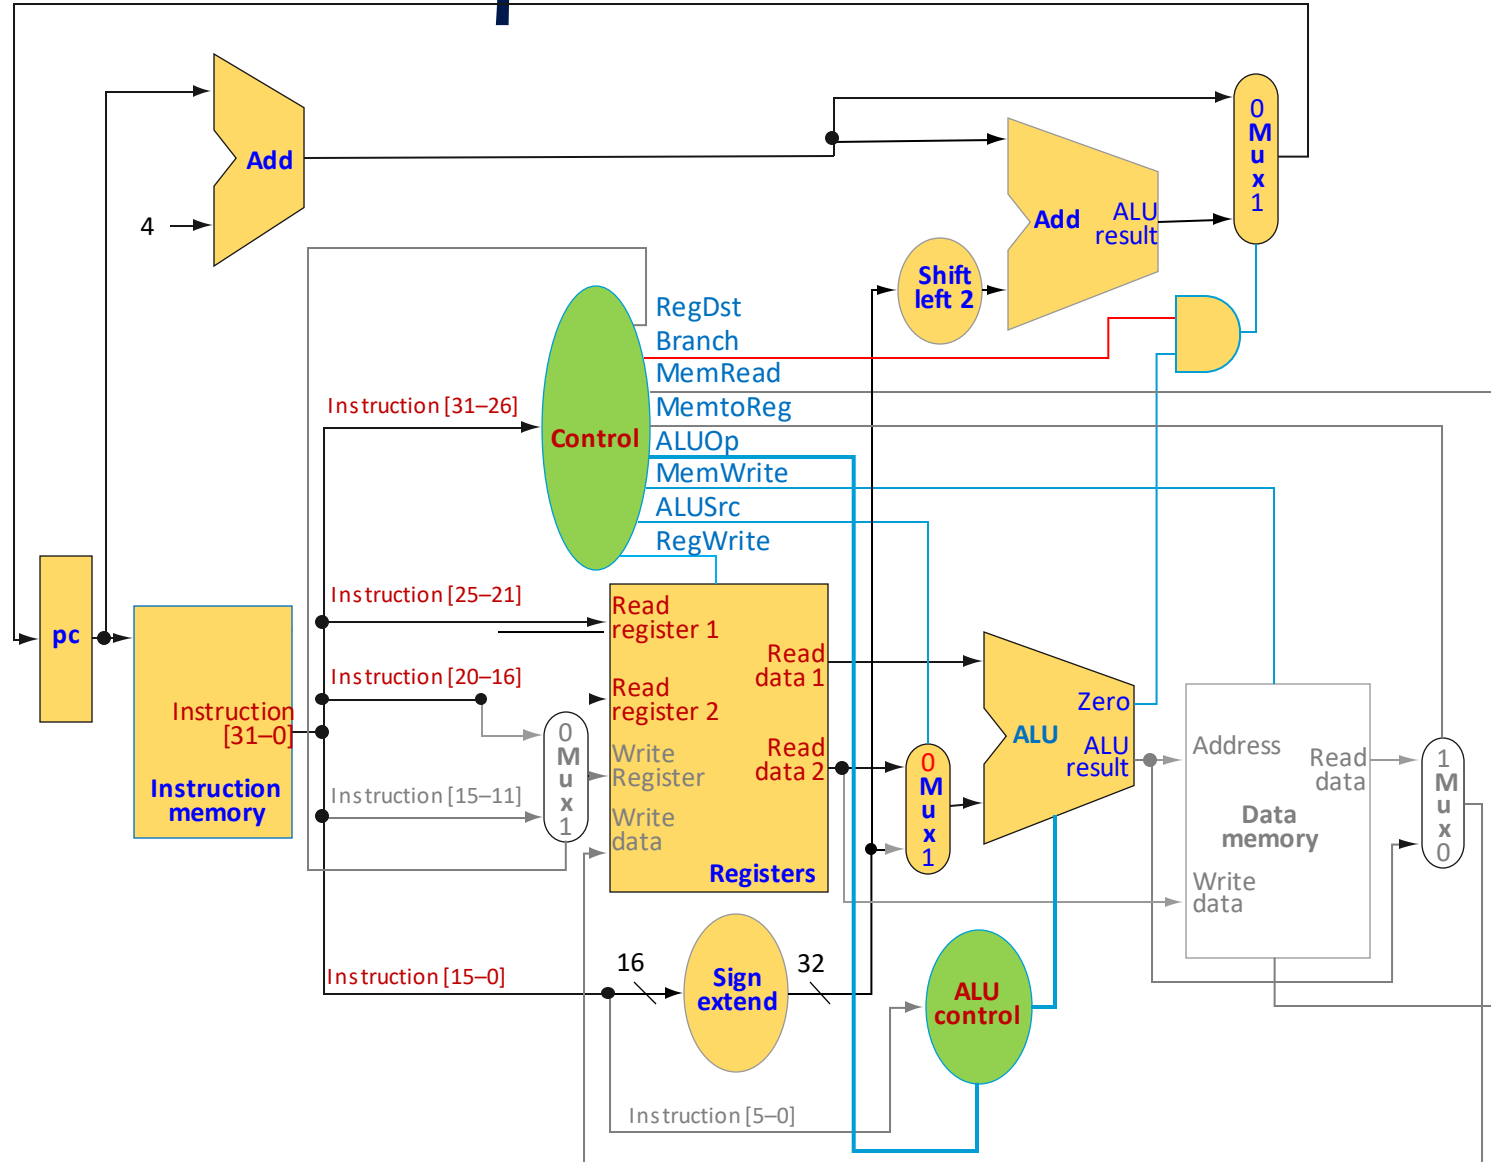 0
M
u
x
1
Add
4
Add
ALU
result
Shift
left 2
RegDst
Branch
MemRead
MemtoReg
ALUOp
MemWrite
ALUSrc
RegWrite
Instruction [31–26]
Control
Instruction [25–21]
Read
register 1
Read
data 1
pc
Instruction [20–16]
Read
register 2
Instruction
[31–0]
Instruction
memory
0
M
u
x
1
Write
Register
Read
data 2
Instruction [15–11]
Write
data
Registers
0
M
u
x
1
Zero
ALU
ALU
result
Address
Read
data
Data
memory
Write
data
1
M
u
x
0
Instruction [15–0]
16
Sign
extend
32
ALU
control
Instruction [5–0]